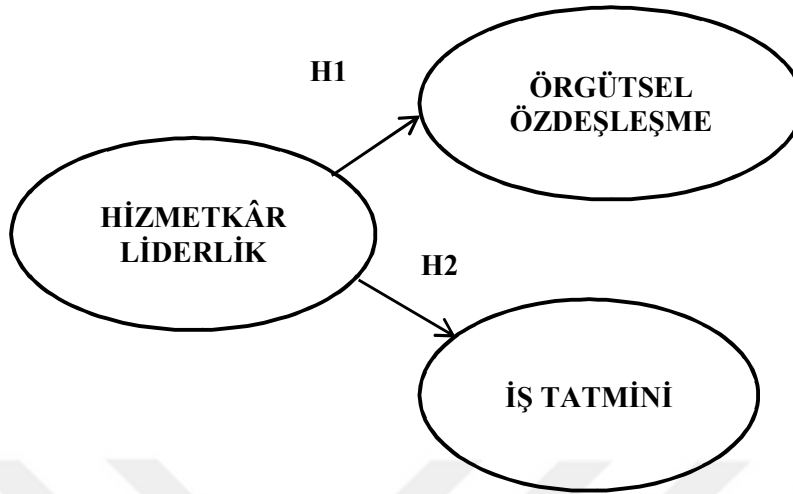 H1
ÖRGÜTSEL
ÖZDEŞLEŞME
HİZMETKÂR
LİDERLİK
H2
İŞ TATMİNİ